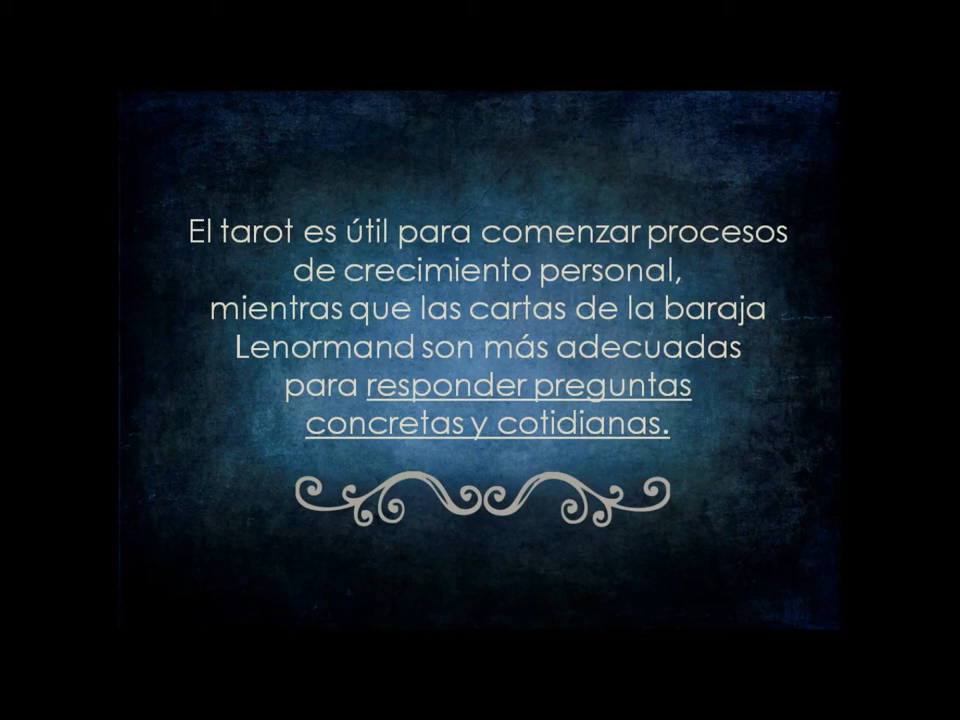 El tarot es útil para comenzar procesos
de crecimiento personal,
mientras que las cartas de la baraja
Lenormand son más adecuadas
para responder preguntas
concretas y cotidianas.